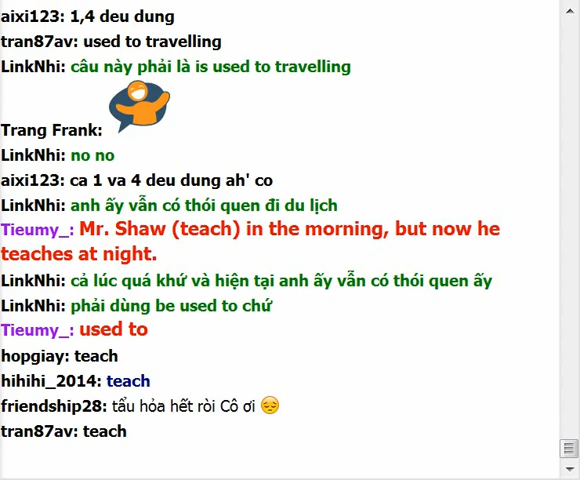 aixi123: 1,4 deu dung
tran87av: used to travelling
LinkNhi: câu này phải là is used to travelling
Trang Frank:
LinkNhi: no no
aixi123: ca 1 va 4 deu dung ah' co
LinkNhi: anh ấy vẫn có thói quen đi du lịch
Tieumy_: Mr. Shaw (teach) in the morning, but now he
teaches at night.
LinkNhi: cả lúc quá khứ và hiện tại anh ấy vẫn có thói quen ấy
LinkNhi: phải dùng be used to chứ
Tieumy_: used to
hopgiay: teach
hihihi_2014: teach
friendship28: tẩu hỏa hết ròi Cô ơi 😔
tran87av: teach